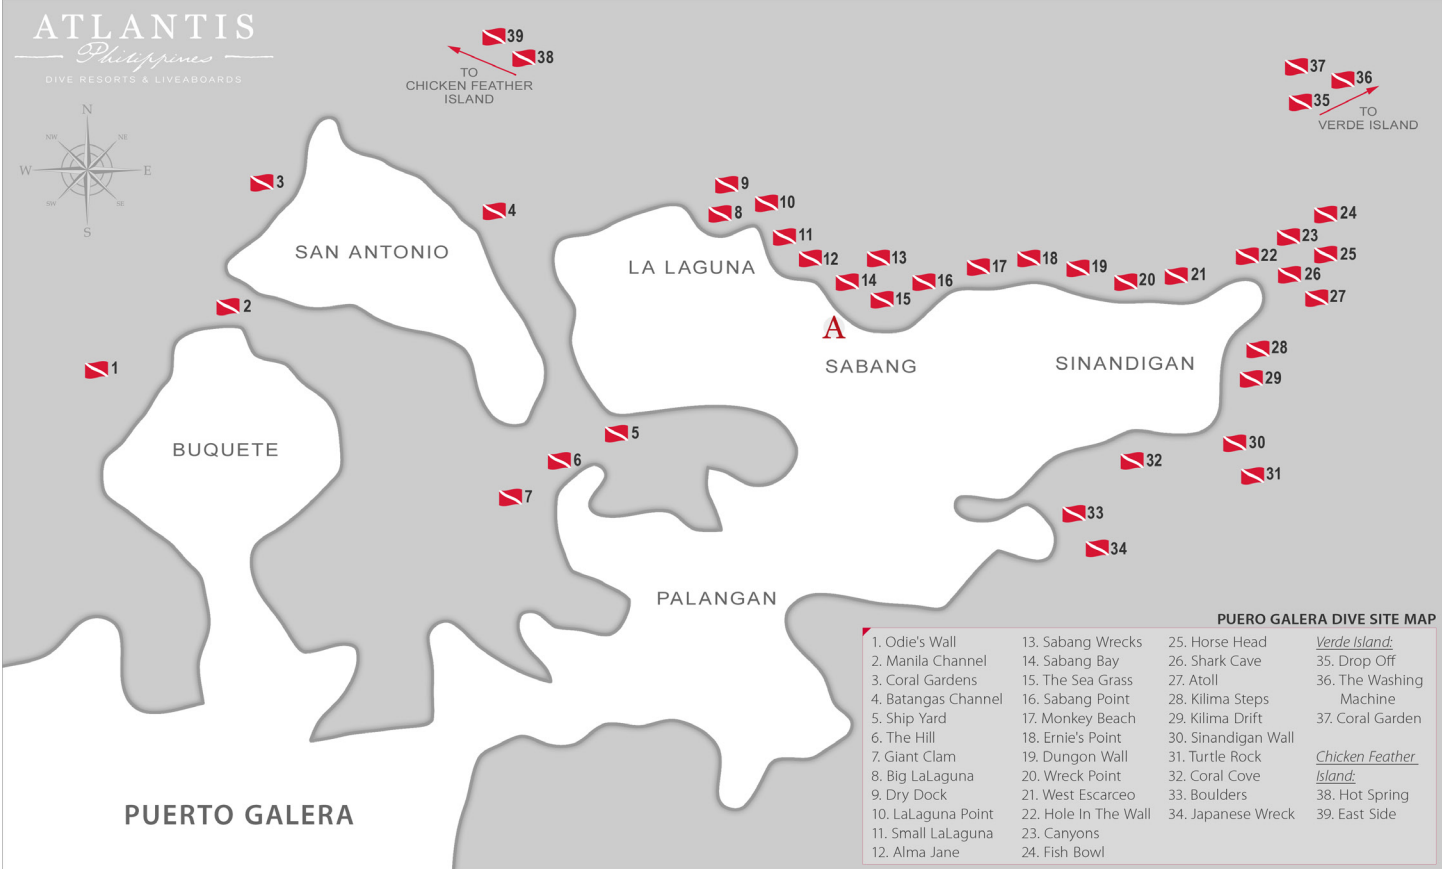 ATLANTIS
Philippines
DIVE RESORTS & LIVEABOARDS
N
NW
NE
W
E
SW
SE
S
39
38
TO
CHICKEN FEATHER
ISLAND
37
36
35
TO
VERDE ISLAND
3
4
9
8
10
11
12
13
14
15
16
17
18
19
20
21
22
23
24
25
26
27
SAN ANTONIO
LA LAGUNA
2
1
A
SABANG
SINANDIGAN
28
29
BUQUETE
5
6
7
30
31
32
33
34
PALANGAN
PUERTO GALERA
PUERO GALERA DIVE SITE MAP
1. Odie's Wall
2. Manila Channel
3. Coral Gardens
4. Batangas Channel
5. Ship Yard
6. The Hill
7. Giant Clam
8. Big LaLaguna
9. Dry Dock
10. LaLaguna Point
11. Small LaLaguna
12. Alma Jane
13. Sabang Wrecks
14. Sabang Bay
15. The Sea Grass
16. Sabang Point
17. Monkey Beach
18. Ernie's Point
19. Dungon Wall
20. Wreck Point
21. West Escarceo
22. Hole In The Wall
23. Canyons
24. Fish Bowl
25. Horse Head
26. Shark Cave
27. Atoll
28. Kilima Steps
29. Kilima Drift
30. Sinandigan Wall
31. Turtle Rock
32. Coral Cove
33. Boulders
34. Japanese Wreck
Verde Island:
35. Drop Off
36. The Washing
Machine
37. Coral Garden
Chicken Feather
Island:
38. Hot Spring
39. East Side